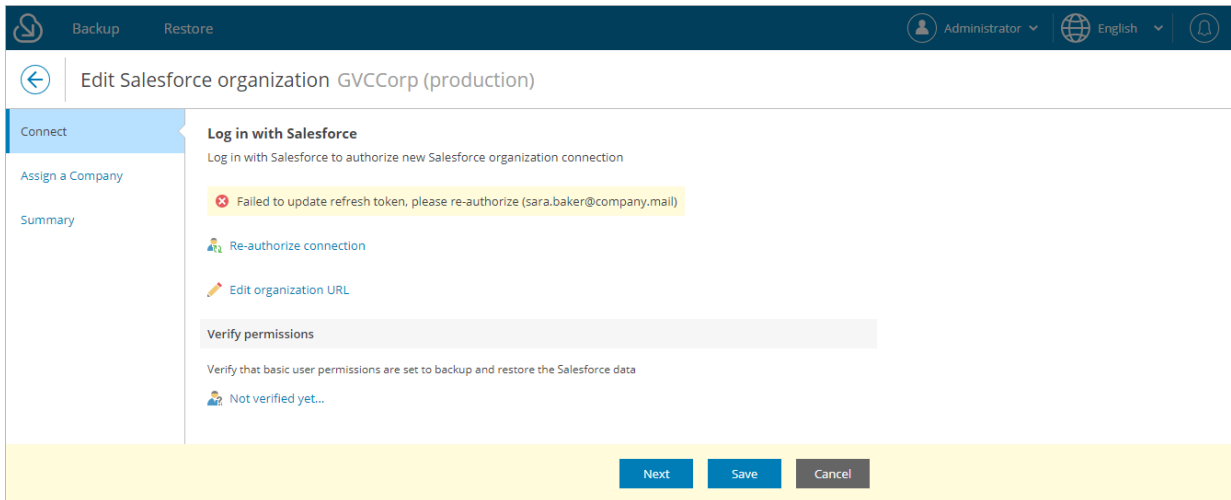 Backup Restore Administrator English
Edit Salesforce organization GVCCorp (production)
Connect
Assign a Company
Summary
Log in with Salesforce
Log in with Salesforce to authorize new Salesforce organization connection
Failed to update refresh token, please re-authorize (sara.baker@company.mail)
Re-authorize connection
Edit organization URL
Verify permissions
Verify that basic user permissions are set to backup and restore the Salesforce data
Not verified yet...
Next Save Cancel